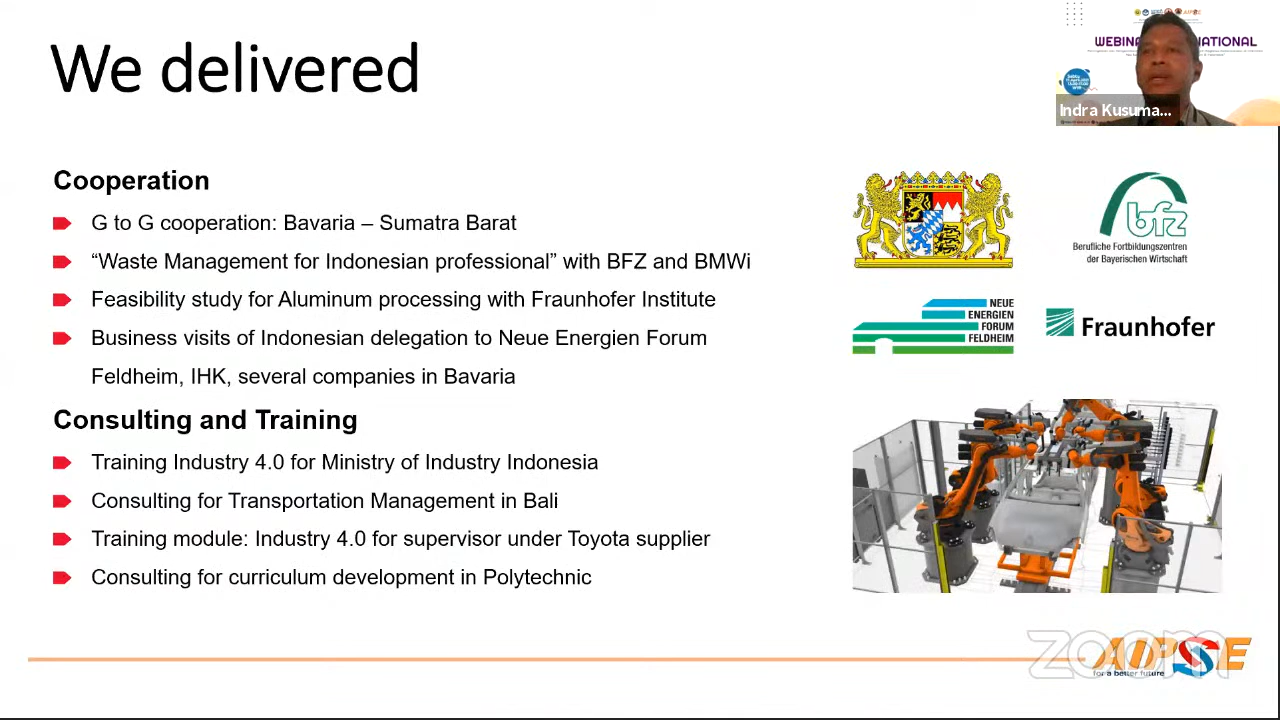 We delivered
WEBINA
NATIONAL
Indra Kusuma...
Cooperation
G to G cooperation: Bavaria – Sumatra Barat
“Waste Management for Indonesian professional” with BFZ and BMWi
Feasibility study for Aluminum processing with Fraunhofer Institute
Business visits of Indonesian delegation to Neue Energien Forum
Feldheim, IHK, several companies in Bavaria
Consulting and Training
Training Industry 4.0 for Ministry of Industry Indonesia
Consulting for Transportation Management in Bali
Training module: Industry 4.0 for supervisor under Toyota supplier
Consulting for curriculum development in Polytechnic
bfz
Berufliche Fortbildungszentren
der Bayerischen Wirtschaft
NEUE
ENERGIEN
FORUM
FELDHEIM
Fraunhofer
zoom
AIPSE
for a better future